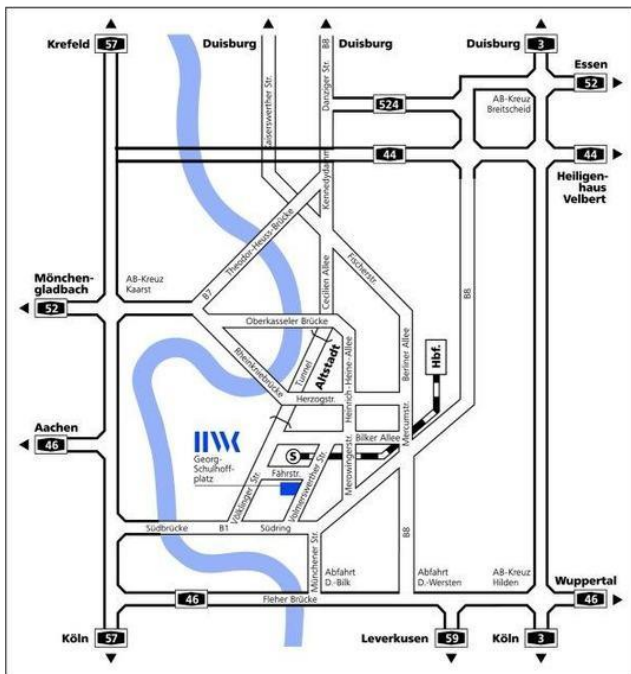 Krefeld
57
Duisburg
B8
Duisburg
Duisburg
3
Essen
52
Kaiserswerther Str.
Danziger Str.
524
AB-Kreuz
Breitscheid
44
44
Heiligen-
haus
Velbert
Kennedydamm
Theodor-Heuss-Brücke
Fischerstr.
Cecilien Allee
B8
AB-Kreuz
Kaarst
Mönchen-
gladbach
52
B7
Oberkasseler Brücke
Rheinkniebrücke
Tunnel
Altstadt
Heinrich-Heine-Allee
Berliner Allee
Hbf.
Herzogstr.
Aachen
46
HWK
Georg-
Schulhoff-
platz
S
Bilker Allee
Mercumstr.
Fährstr.
Völklinger Str.
Volmerswerther Str.
Merowingerstr.
Südbrücke
B1
Südring
B8
Münchener Str.
Abfahrt
D.-Bilk
Abfahrt
D.-Wersten
AB-Kreuz
Hilden
Wuppertal
46
46
Fleher Brücke
Köln
57
Leverkusen
59
Köln
3